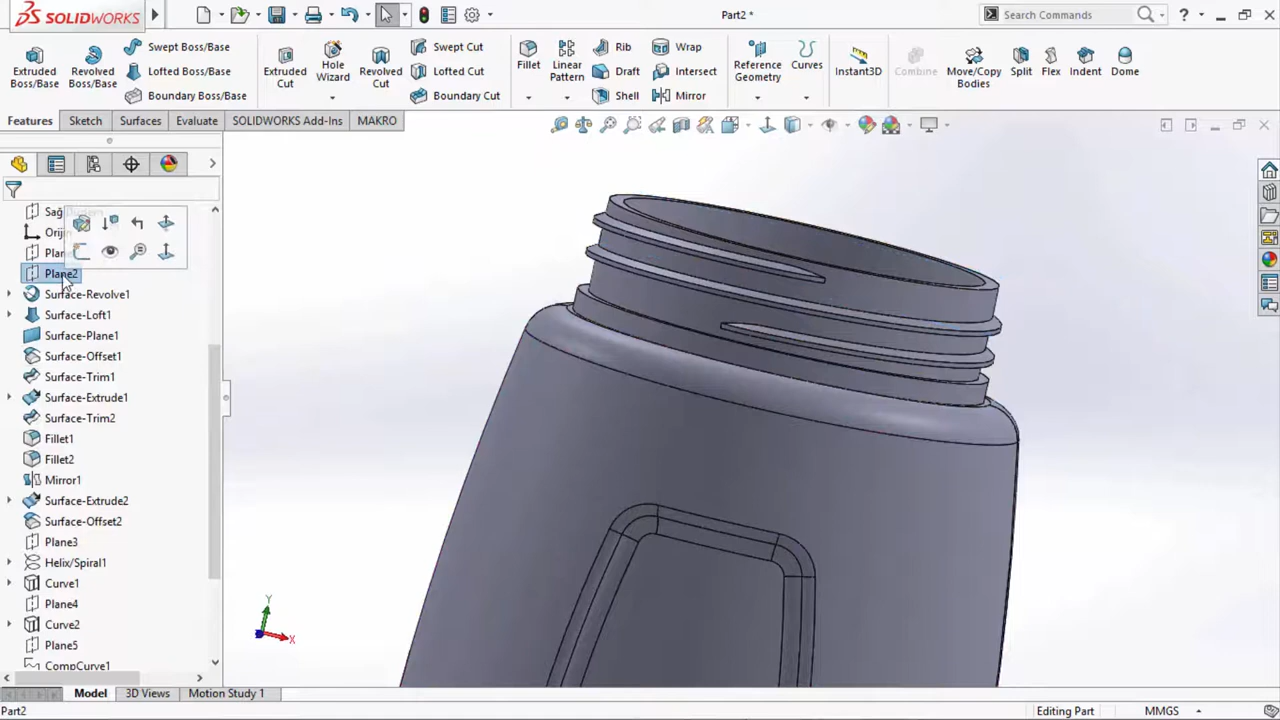 SOLIDWORKS
Part2 *
Search Commands
Extruded Boss/Base
Revolved Boss/Base
Swept Boss/Base
Lofted Boss/Base
Boundary Boss/Base
Extruded Cut
Hole Wizard
Revolved Cut
Swept Cut
Lofted Cut
Boundary Cut
Fillet
Linear Pattern
Rib
Draft
Shell
Wrap
Intersect
Mirror
Reference Geometry
Curves
Instant3D
Combine
Move/Copy Bodies
Split
Flex
Indent
Dome
Features
Sketch
Surfaces
Evaluate
SOLIDWORKS Add-Ins
MAKRO
Sağ
Plane2
Surface-Revolve1
Surface-Loft1
Surface-Plane1
Surface-Offset1
Surface-Trim1
Surface-Extrude1
Surface-Trim2
Fillet1
Fillet2
Mirror1
Surface-Extrude2
Surface-Offset2
Plane3
Helix/Spiral1
Curve1
Plane4
Curve2
Plane5
CompCurve1
Y
X
Model
3D Views
Motion Study 1
Part2
Editing Part
MMGS